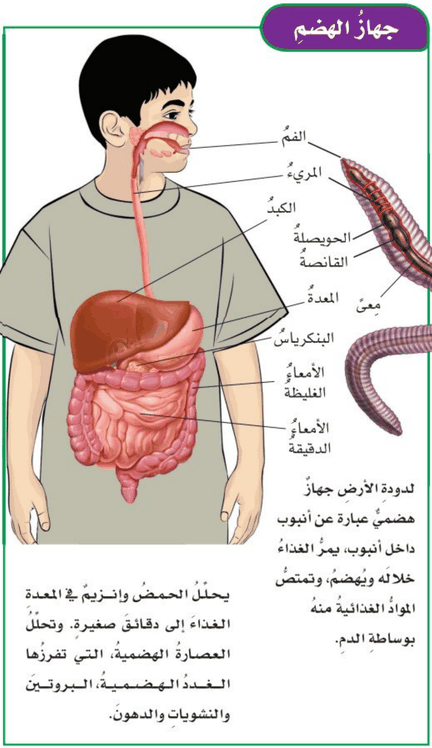 جهازُ الهضمِ
الفمُ
المريءُ
الكبدُ
الحويصلةُ
القانصةُ
مِعىً
المعدةُ
البنكرياسُ
الأمعاءُ
الغليظةُ
الأمعاءُ
الدقيقةُ
لدودةِ الأرضِ جهازٌ
هضميٌّ عبارة عن أنبوب
داخل أنبوب، يمرُّ الغذاءُ
خلالَه ويُهضمُ، وتمتصُّ
الموادُّ الغذائيةُ منهُ
بوساطةِ الدمِ.
يحلّلُ الحمضُ وإنـزيمٌ في المعدة
الغذاءَ إلى دقائقَ صغيرةٍ. وتحلّلُ
العصارةُ الهضميةُ، التي تفرزُها
الغددُ الهضميةُ، البروتينَ
والنشوياتِ والدهونَ.